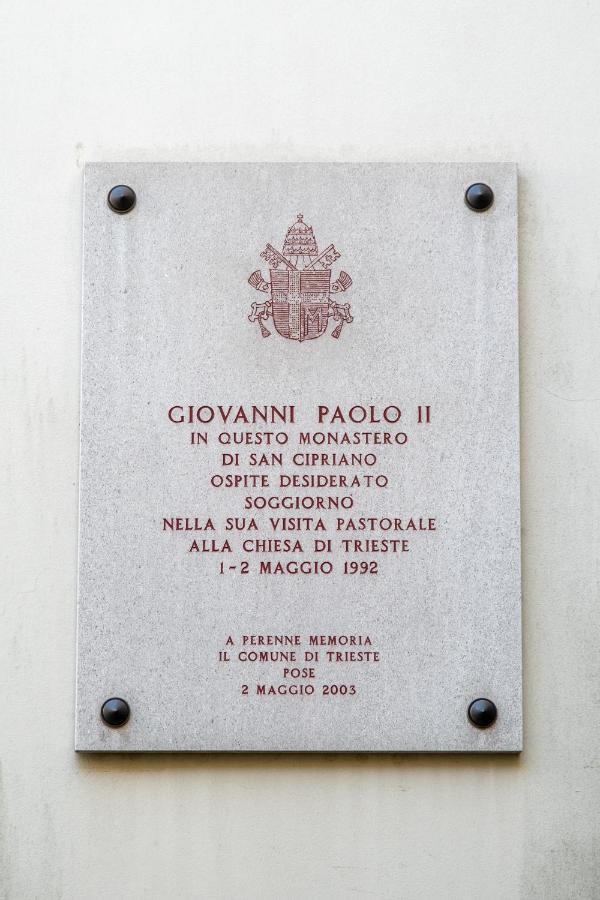 GIOVANNI PAOLO II
IN QUESTO MONASTERO
DI SAN CIPRIANO
OSPITE DESIDERATO
SOGGIORNÒ
NELLA SUA VISITA PASTORALE
ALLA CHIESA DI TRIESTE
1-2 MAGGIO 1992
A PERENNE MEMORIA
IL COMUNE DI TRIESTE
POSE
2 MAGGIO 2003